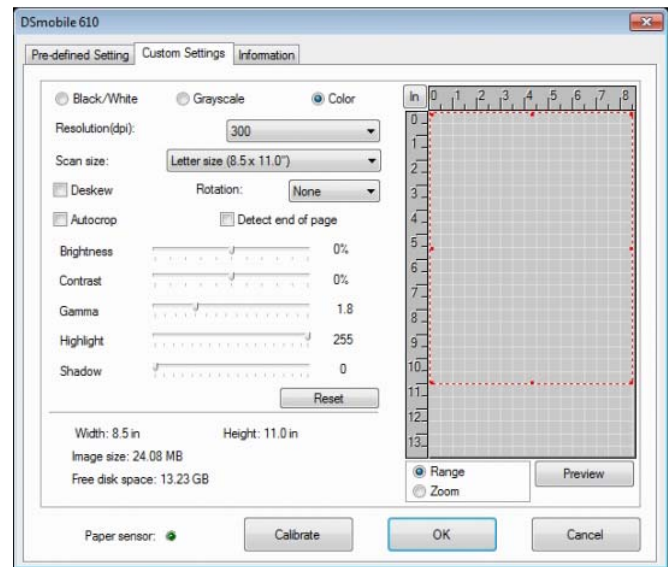 DSmobile 610
Pre-defined Setting Custom Settings Information
Black/White Grayscale Color
Resolution(dpi): 300
Scan size: Letter size (8.5 x 11.0")
Deskew Rotation: None
Autocrop Detect end of page
Brightness 0%
Contrast 0%
Gamma 1.8
Highlight 255
Shadow 0
Reset
Width: 8.5 in Height: 11.0 in
Image size: 24.08 MB
Free disk space: 13.23 GB
In 0 1 2 3 4 5 6 7 8
0
1
2
3
4
5
6
7
8
9
10
11
12
13
Range
Zoom
Preview
Paper sensor: Calibrate OK Cancel